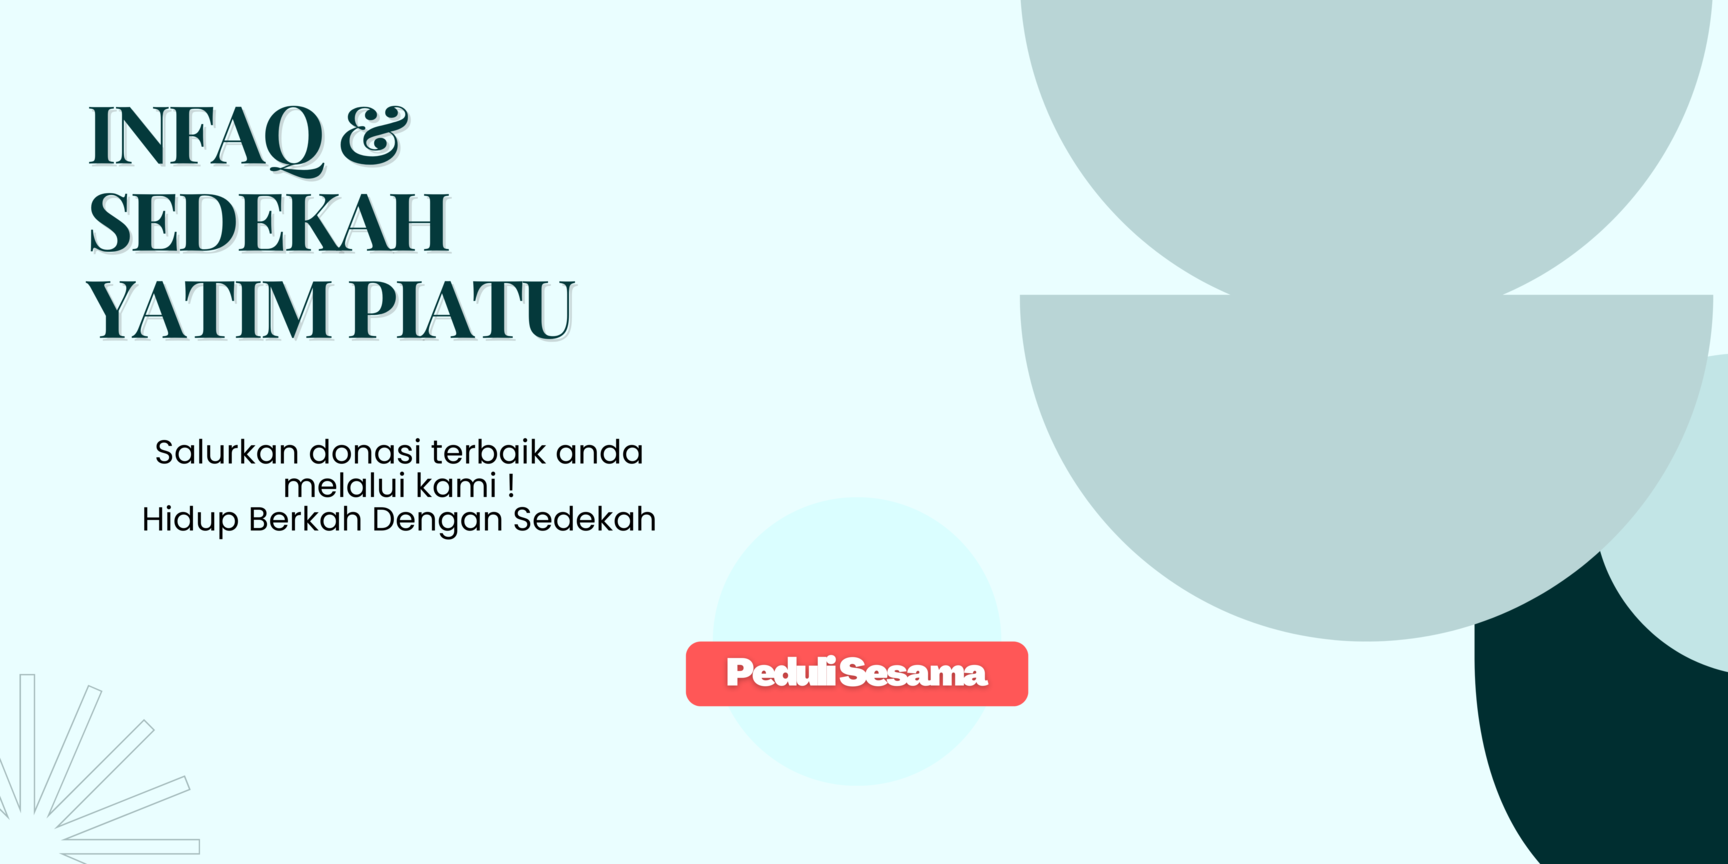 INFAQ &
SEDEKAH
YATIM PIATU
Salurkan donasi terbaik anda
melalui kami !
Hidup Berkah Dengan Sedekah
Peduli Sesama